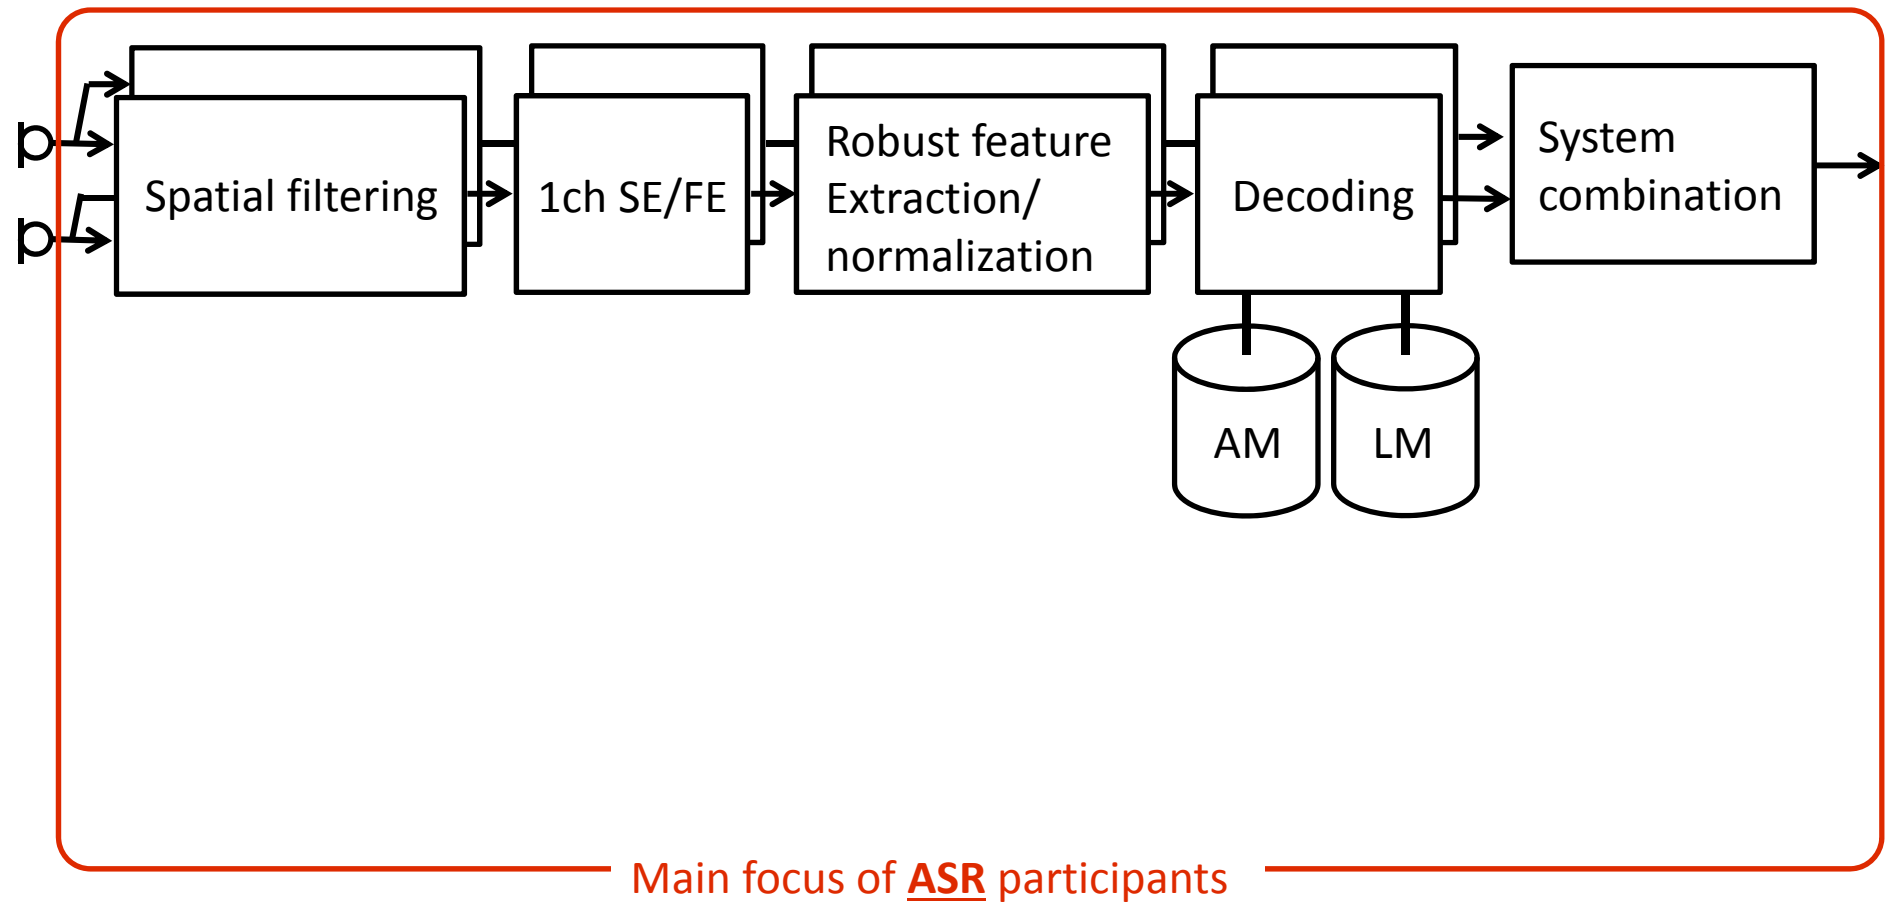 Spatial filtering
1ch SE/FE
Robust feature
Extraction/
normalization
Decoding
System
combination
AM
LM
Main focus of ASR participants